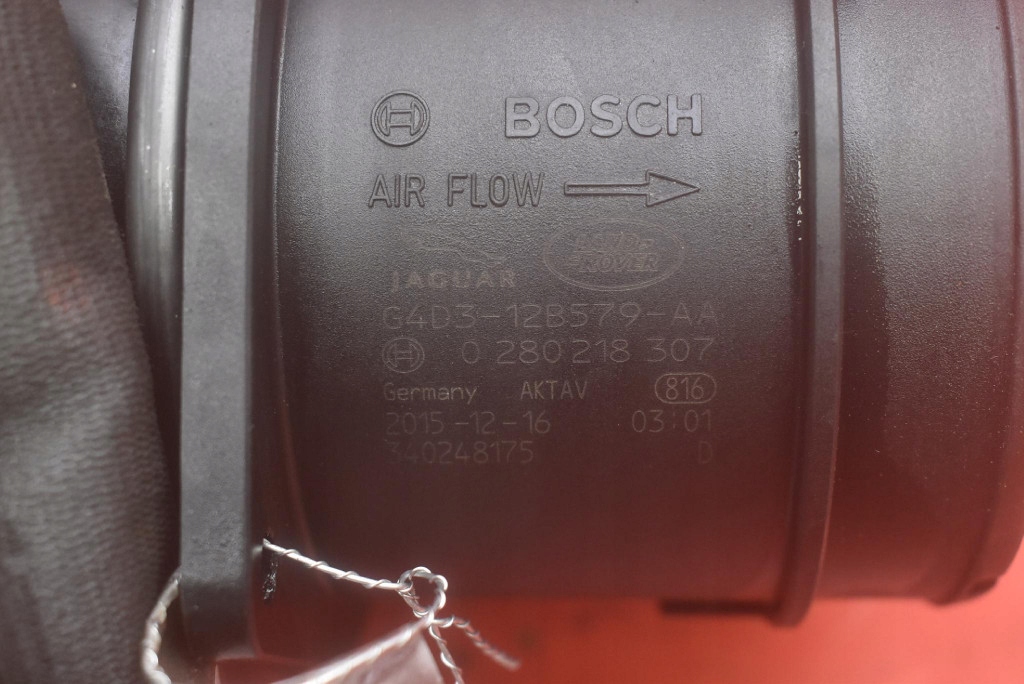 BOSCH
AIR FLOW
JAGUAR
LAND
ROVER
G4D3-12B579-AA
0 280 218 307
Germany AKTAV 816
2015-12-16 03:01
340248175 D